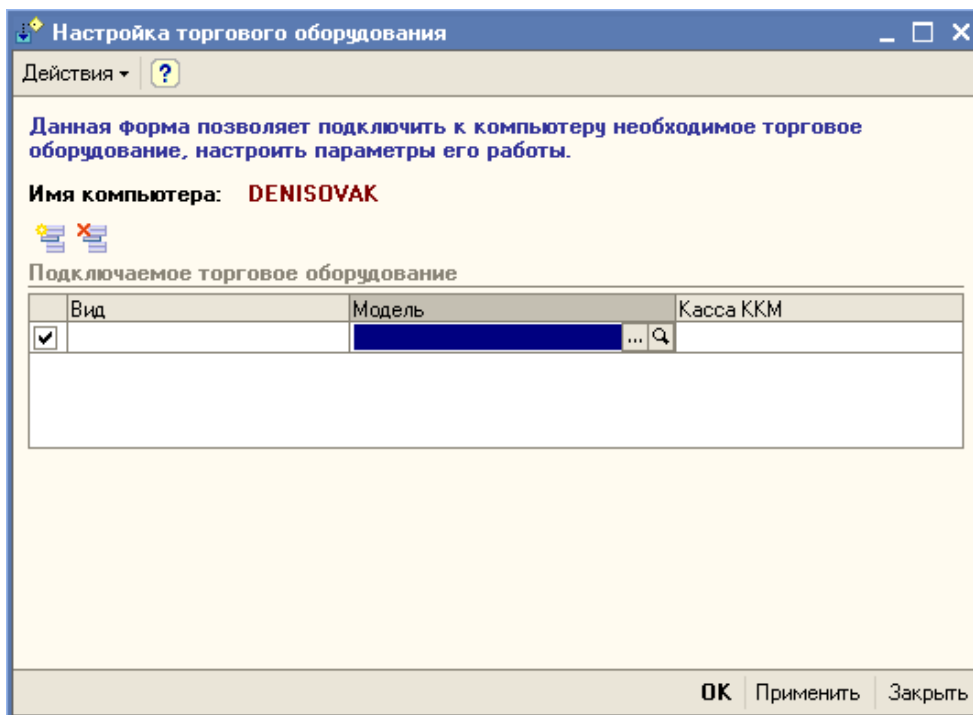 Настройка торгового оборудования
Действия ?
Данная форма позволяет подключить к компьютеру необходимое торговое
оборудование, настроить параметры его работы.
Имя компьютера: DENISOVAK
Подключаемое торговое оборудование
Вид Модель Касса ККМ
...
OK Применить Закрыть